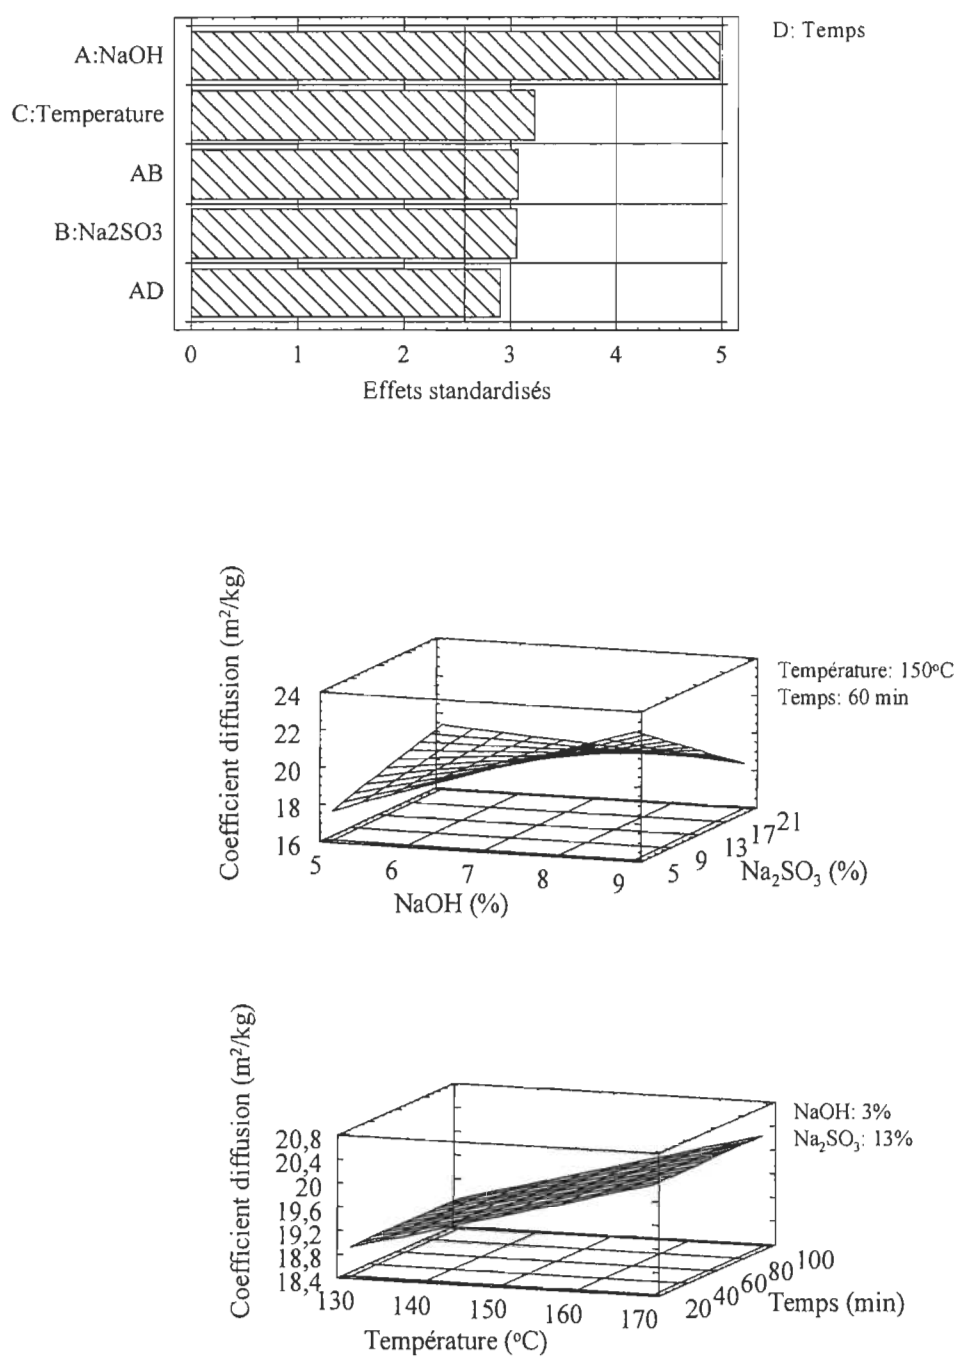 D: Temps
A:NaOH
C:Temperature
AB
B:Na2SO3
AD
0 1 2 3 4 5
Effets standardisés
Coefficient diffusion (m²/kg)
Température: 150°C
Temps: 60 min
24
22
20
18
16
5 6 7 8 9
NaOH (%)
5 9 13 17 21
Na₂SO₃ (%)
Coefficient diffusion (m²/kg)
NaOH: 3%
Na₂SO₃: 13%
20,8
20,4
20
19,6
19,2
18,8
18,4
130 140 150 160 170
Température (°C)
20 40 60 80 100
Temps (min)